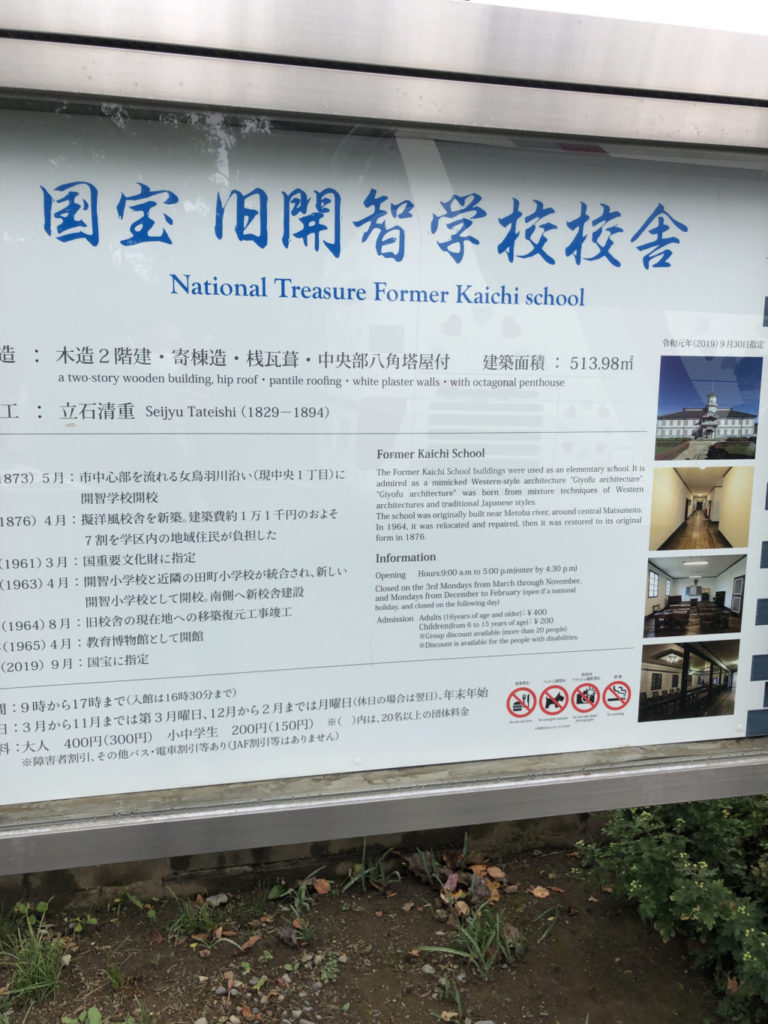 国宝 旧開智学校校舎
National Treasure Former Kaichi school
造 : 木造2階建・寄棟造・桟瓦葺・中央部八角塔屋付 建築面積 : 513.98㎡
a two-story wooden building, hip roof・pantile roofing・white plaster walls・with octagonal penthouse
工 : 立石清重 Seijyu Tateishi (1829−1894)
令和元年(2019)9月30日指定
1873) 5月:市中心部を流れる女鳥羽川沿い(現中央1丁目)に
開智学校開校
1876) 4月:擬洋風校舎を新築。建築費約1万1千円のおよそ
7割を学区内の地域住民が負担した
(1961) 3月:国重要文化財に指定
(1963) 4月:開智小学校と近隣の田町小学校が統合され、新しい
開智小学校として開校。南側へ新校舎建設
(1964) 8月:旧校舎の現在地への移築復元工事竣工
(1965) 4月:教育博物館として開館
(2019) 9月:国宝に指定
Former Kaichi School
The Former Kaichi School buildings were used as an elementary school. It is
admired as a mimicked Western-style architecture "Giyofu architecture".
"Giyofu architecture" was born from mixture techniques of Western
architectures and traditional Japanese styles.
The school was originally built near Metoba river, around central Matsumoto.
In 1964, it was relocated and repaired, then it was restored to its original
form in 1876.
Information
Opening Hours:9:00 a.m to 5:00 p.m(enter by 4:30 p.m)
Closed on the 3rd Mondays from March through November,
and Mondays from December to February (open if a national
holiday, and closed on the following day)
Admission Adults (16years of age and older): ¥400
Children(from 6 to 15 years of age): ¥200
※Group discount available (more than 20 people)
※Discount is available for the people with disabilities.
間:9時から17時まで(入館は16時30分まで)
日:3月から11月までは第3月曜日、12月から2月までは月曜日(休日の場合は翌日)、年末年始
料:大人 400円(300円) 小中学生 200円(150円) ※( )内は、20名以上の団体料金
※障害者割引、その他バス・電車割引等あり(JAF割引等はありません)